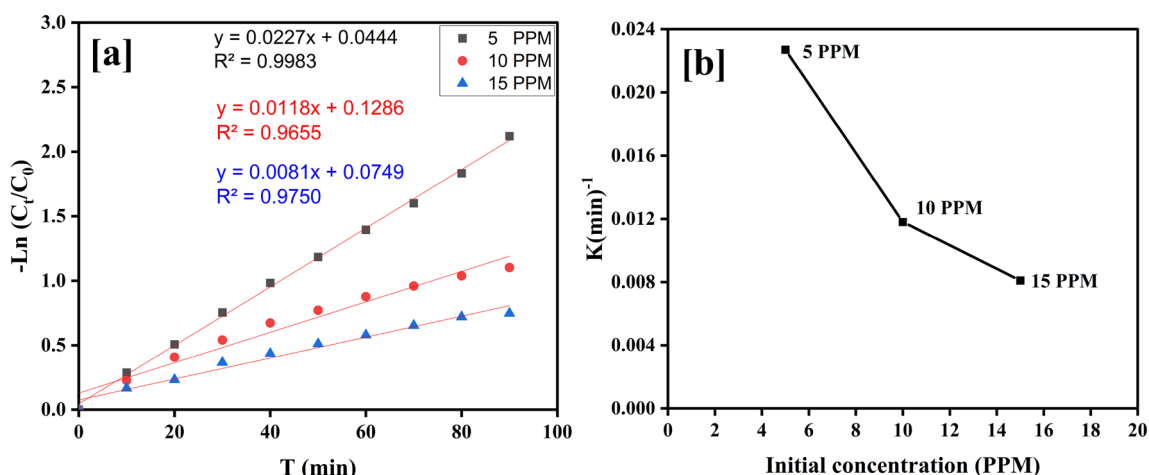 [a]
y = 0.0227x + 0.0444
R² = 0.9983
y = 0.0118x + 0.1286
R² = 0.9655
y = 0.0081x + 0.0749
R² = 0.9750
5 PPM
10 PPM
15 PPM
-Ln (Cₜ/C₀)
3.0
2.5
2.0
1.5
1.0
0.5
0.0
0 20 40 60 80 100
T (min)
[b]
5 PPM
10 PPM
15 PPM
K(min)⁻¹
0.024
0.020
0.016
0.012
0.008
0.004
0.000
0 2 4 6 8 10 12 14 16 18 20
Initial concentration (PPM)